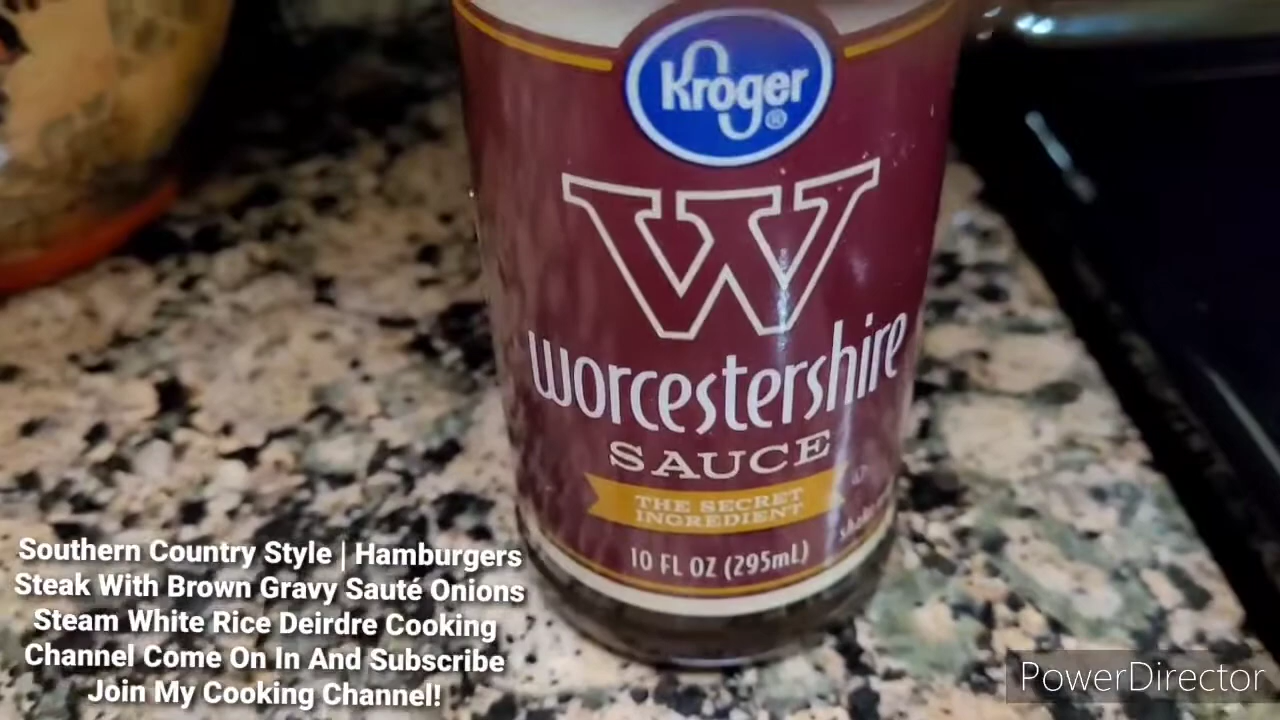 Kroger
®
W
Worcestershire
SAUCE
THE SECRET
INGREDIENT
10 FL OZ (295mL)
Southern Country Style | Hamburgers
Steak With Brown Gravy Sauté Onions
Steam White Rice Deirdre Cooking
Channel Come On In And Subscribe
Join My Cooking Channel!
PowerDirector